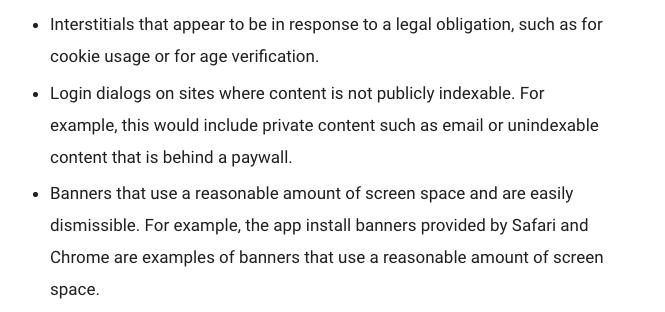 • Interstitials that appear to be in response to a legal obligation, such as for
cookie usage or for age verification.
• Login dialogs on sites where content is not publicly indexable. For
example, this would include private content such as email or unindexable
content that is behind a paywall.
• Banners that use a reasonable amount of screen space and are easily
dismissible. For example, the app install banners provided by Safari and
Chrome are examples of banners that use a reasonable amount of screen
space.